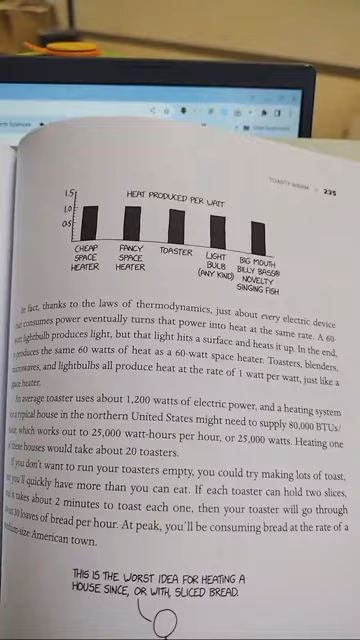 TOASTY WARM 235
HEAT PRODUCED PER WATT
1.5
1.0
0.5
CHEAP SPACE HEATER
FANCY SPACE HEATER
TOASTER
LIGHT BULB (ANY KIND)
BIG MOUTH BILLY BASS® NOVELTY SINGING FISH
In fact, thanks to the laws of thermodynamics, just about every electric device
that consumes power eventually turns that power into heat at the same rate. A 60-
watt lightbulb produces light, but that light hits a surface and heats it up. In the end,
produces the same 60 watts of heat as a 60-watt space heater. Toasters, blenders,
microwaves, and lightbulbs all produce heat at the rate of 1 watt per watt, just like a
space heater.
An average toaster uses about 1,200 watts of electric power, and a heating system
a typical house in the northern United States might need to supply 80,000 BTUs/
hour, which works out to 25,000 watt-hours per hour, or 25,000 watts. Heating one
these houses would take about 20 toasters.
If you don't want to run your toasters empty, you could try making lots of toast,
you'll quickly have more than you can eat. If each toaster can hold two slices,
it takes about 2 minutes to toast each one, then your toaster will go through
30 loaves of bread per hour. At peak, you'll be consuming bread at the rate of a
medium-size American town.
THIS IS THE WORST IDEA FOR HEATING A
HOUSE SINCE, OR WITH, SLICED BREAD.